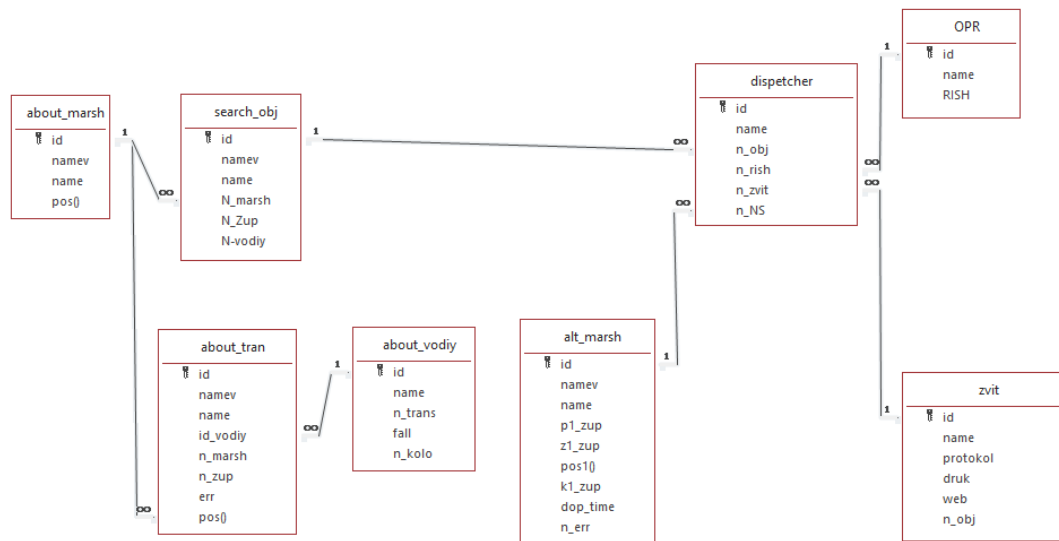 about_marsh
id
namev
name
pos()
1
∞
∞
search_obj
id
namev
name
N_marsh
N_Zup
N-vodiy
1
∞
dispetcher
id
name
n_obj
n_rish
n_zvit
n_NS
∞
∞
∞
OPR
id
name
RISH
1
about_tran
id
namev
name
id_vodiy
n_marsh
n_zup
err
pos()
∞
about_vodiy
id
name
n_trans
fall
n_kolo
1
alt_marsh
id
namev
name
p1_zup
z1_zup
pos1()
k1_zup
dop_time
n_err
1
zvit
id
name
protokol
druk
web
n_obj
1